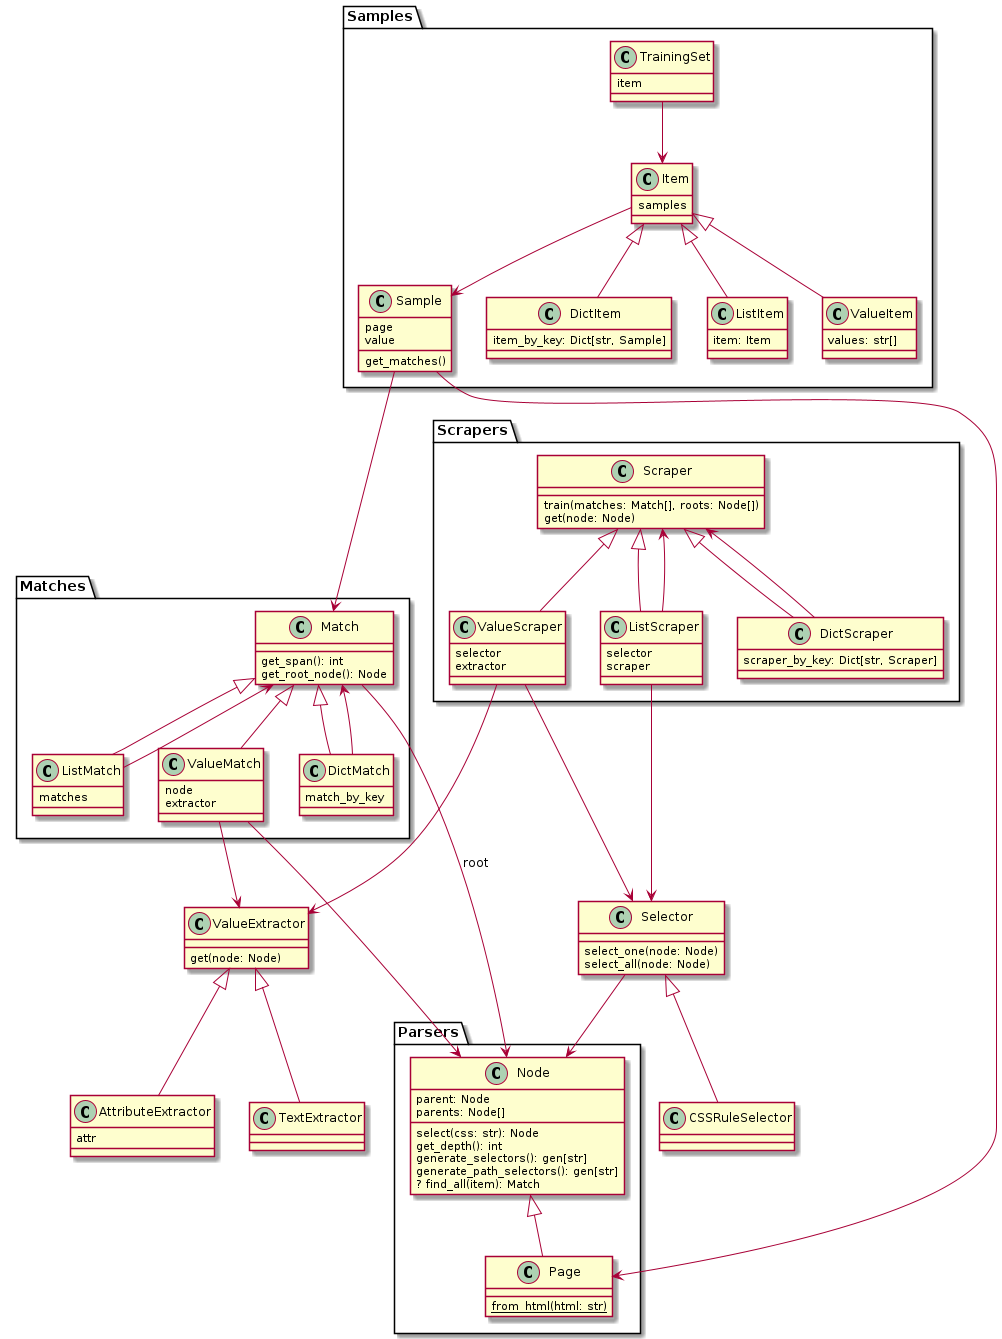 Samples
C TrainingSet
item
C Item
samples
C Sample
page
value
get_matches()
C DictItem
item_by_key: Dict[str, Sample]
C ListItem
item: Item
C ValueItem
values: str[]
Scrapers
C Scraper
train(matches: Match[], roots: Node[])
get(node: Node)
C ValueScraper
selector
extractor
C ListScraper
selector
scraper
C DictScraper
scraper_by_key: Dict[str, Scraper]
Matches
C Match
get_span(): int
get_root_node(): Node
C ListMatch
matches
C ValueMatch
node
extractor
C DictMatch
match_by_key
root
C ValueExtractor
get(node: Node)
C Selector
select_one(node: Node)
select_all(node: Node)
C AttributeExtractor
attr
C TextExtractor
C CSSRuleSelector
Parsers
C Node
parent: Node
parents: Node[]
select(css: str): Node
get_depth(): int
generate_selectors(): gen[str]
generate_path_selectors(): gen[str]
? find_all(item): Match
C Page
from_html(html: str)